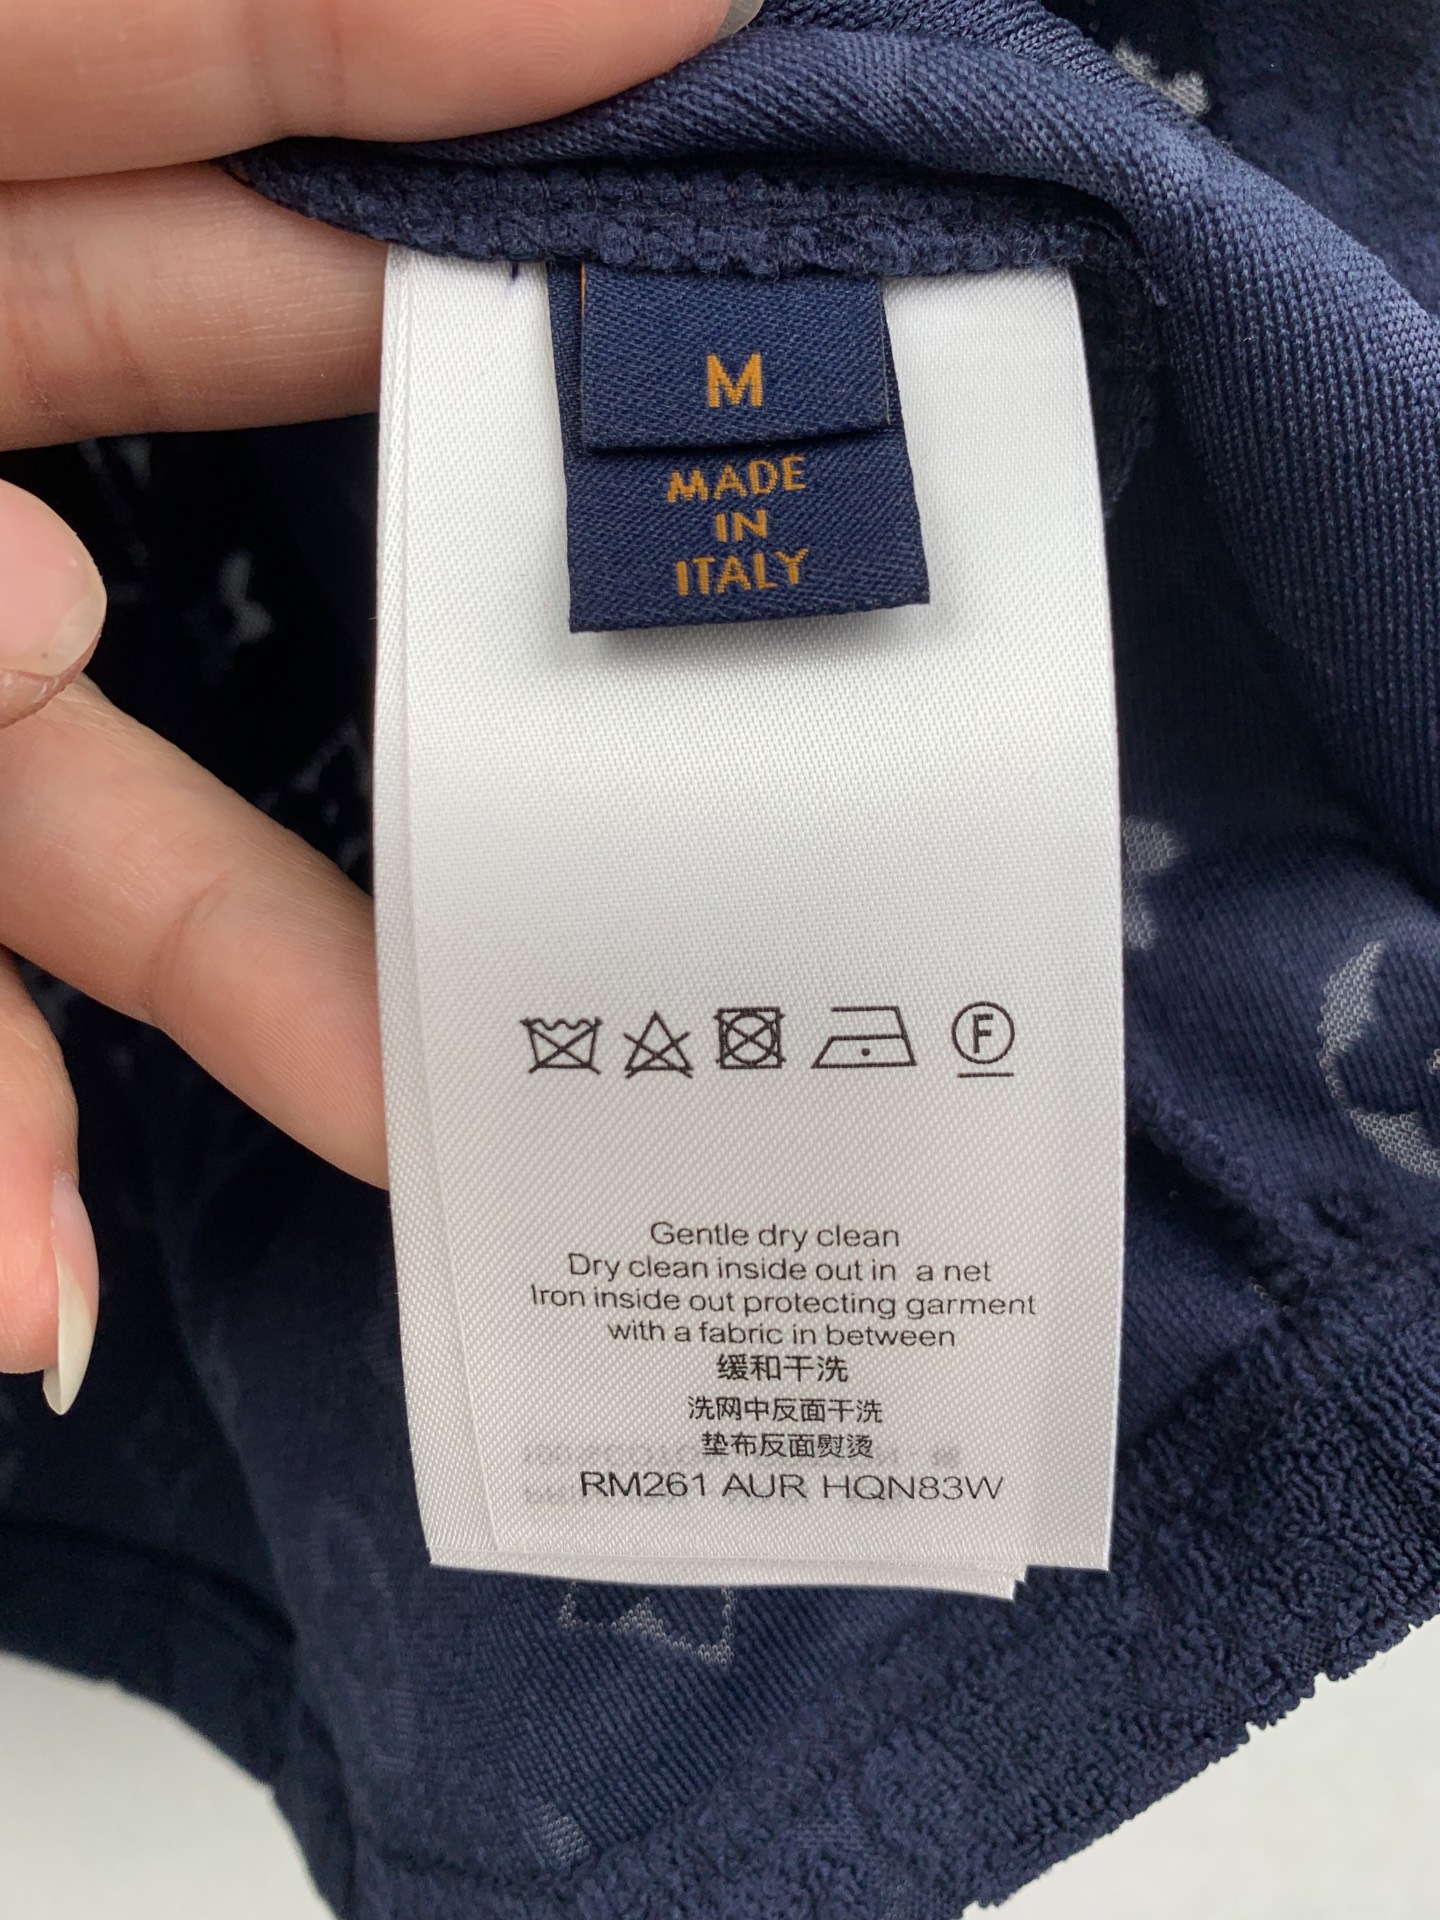 M
MADE
IN
ITALY
F
Gentle dry clean
Dry clean inside out in a net
Iron inside out protecting garment
with a fabric in between
缓和干洗
洗网中反面干洗
垫布反面熨烫
RM261 AUR HQN83W